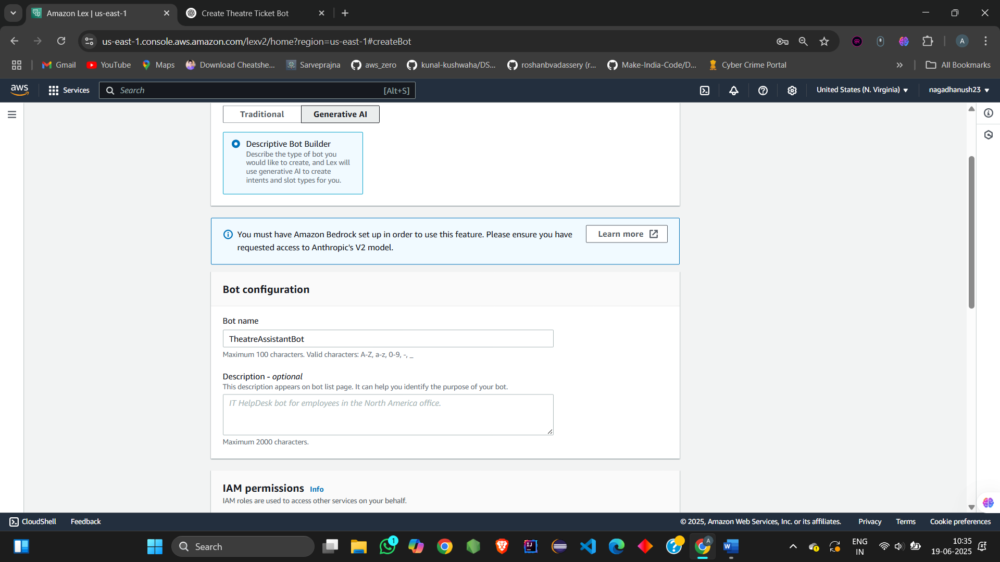 Amazon Lex | us-east-1
Create Theatre Ticket Bot
us-east-1.console.aws.amazon.com/lexv2/home?region=us-east-1#createBot
A
Gmail
YouTube
Maps
Download Cheatshe...
Sarveprajna
aws_zero
kunal-kushwaha/DS...
roshanbvadassery (r...
Make-India-Code/D...
Cyber Crime Portal
All Bookmarks
aws
Services
Search
[Alt+S]
United States (N. Virginia)
nagadhanush23
Traditional
Generative AI
Descriptive Bot Builder
Describe the type of bot you
would like to create, and Lex will
use generative AI to create
intents and slot types for you.
You must have Amazon Bedrock set up in order to use this feature. Please ensure you have
requested access to Anthropic's V2 model.
Learn more
Bot configuration
Bot name
TheatreAssistantBot
Maximum 100 characters. Valid characters: A-Z, a-z, 0-9, -, _
Description - optional
This description appears on bot list page. It can help you identify the purpose of your bot.
IT HelpDesk bot for employees in the North America office.
Maximum 2000 characters.
IAM permissions Info
IAM roles are used to access other services on your behalf.
CloudShell
Feedback
© 2025, Amazon Web Services, Inc. or its affiliates.
Privacy
Terms
Cookie preferences
Search
1
A
ENG
IN
10:35
19-06-2025